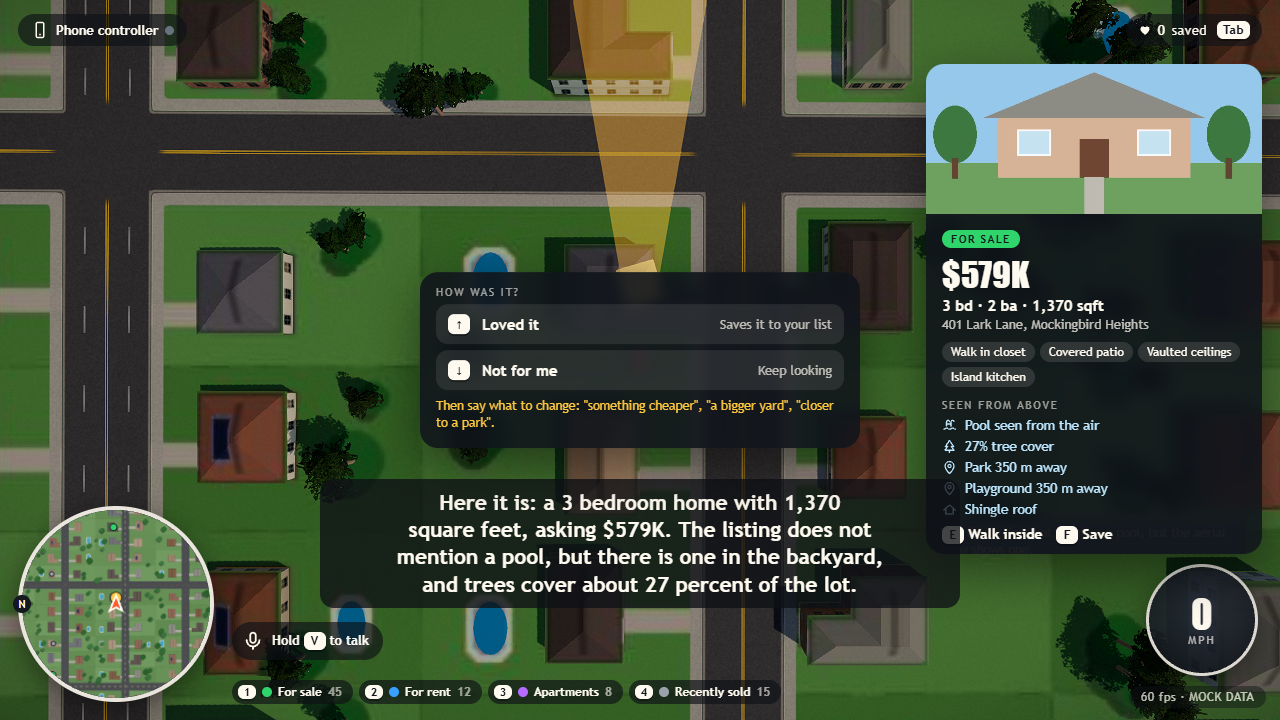 Phone controller
0 saved Tab
FOR SALE
$579K
3 bd · 2 ba · 1,370 sqft
401 Lark Lane, Mockingbird Heights
Walk in closet
Covered patio
Vaulted ceilings
Island kitchen
SEEN FROM ABOVE
Pool seen from the air
27% tree cover
Park 350 m away
Playground 350 m away
Shingle roof
E Walk inside F Save
HOW WAS IT?
↑ Loved it Saves it to your list
↓ Not for me Keep looking
Then say what to change: "something cheaper", "a bigger yard", "closer
to a park".
Here it is: a 3 bedroom home with 1,370
square feet, asking $579K. The listing does not
mention a pool, but there is one in the backyard,
and trees cover about 27 percent of the lot.
N
Hold V to talk
0
MPH
1 For sale 45
2 For rent 12
3 Apartments 8
4 Recently sold 15
60 fps · MOCK DATA